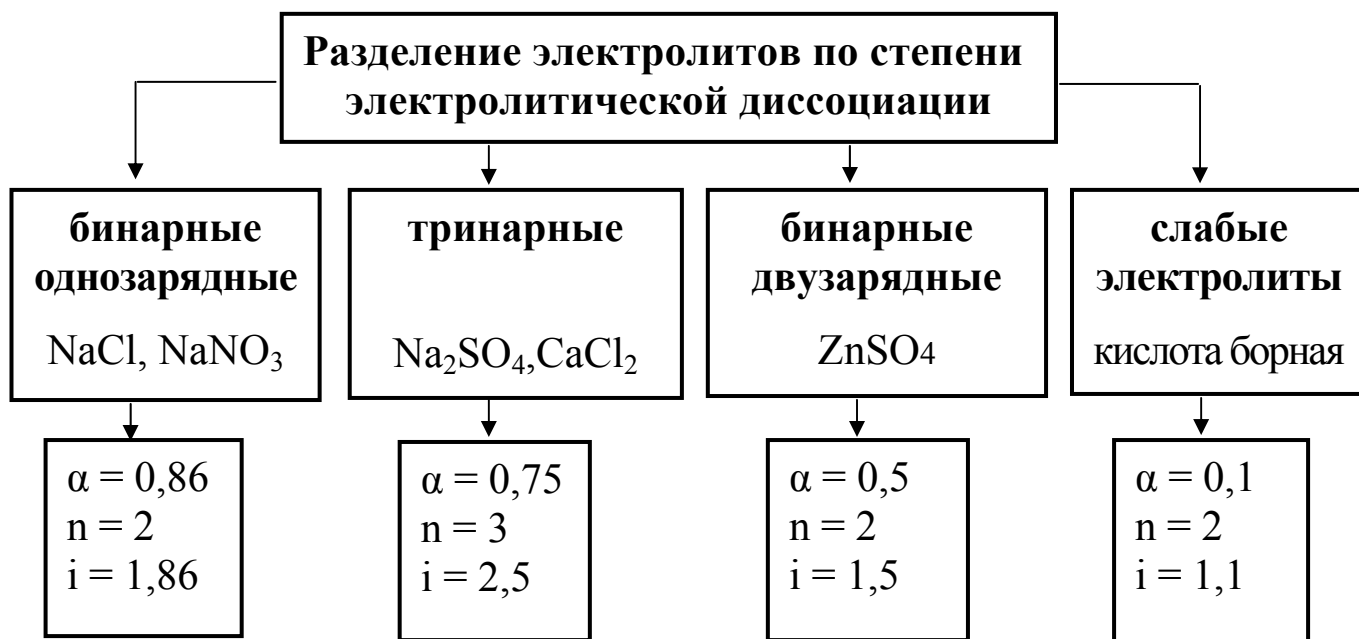 Разделение электролитов по степени
электролитической диссоциации
бинарные
однозарядные
NaCl, NaNO₃
α = 0,86
n = 2
i = 1,86
тринарные
Na₂SO₄,CaCl₂
α = 0,75
n = 3
i = 2,5
бинарные
двузарядные
ZnSO4
α = 0,5
n = 2
i = 1,5
слабые
электролиты
кислота борная
α = 0,1
n = 2
i = 1,1